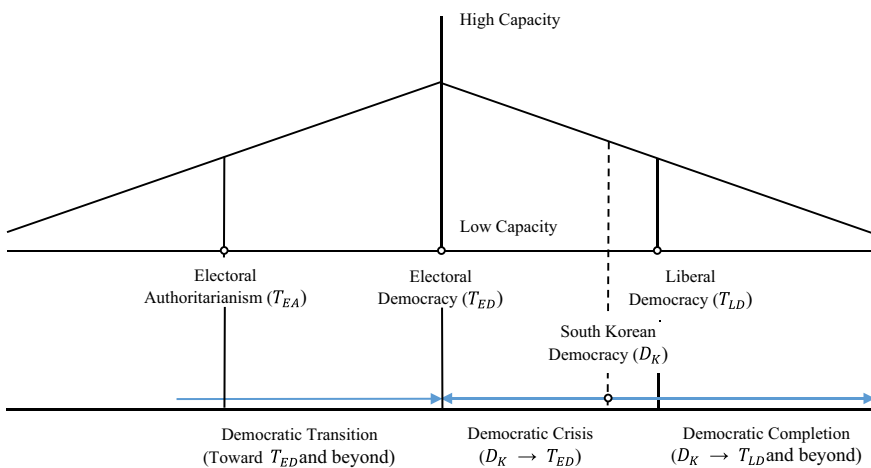 High Capacity
Low Capacity
Electoral
Authoritarianism (T_EA)
Electoral
Democracy (T_ED)
Liberal
Democracy (T_LD)
South Korean
Democracy (D_K)
Democratic Transition
(Toward T_ED and beyond)
Democratic Crisis
(D_K → T_ED)
Democratic Completion
(D_K → T_LD and beyond)